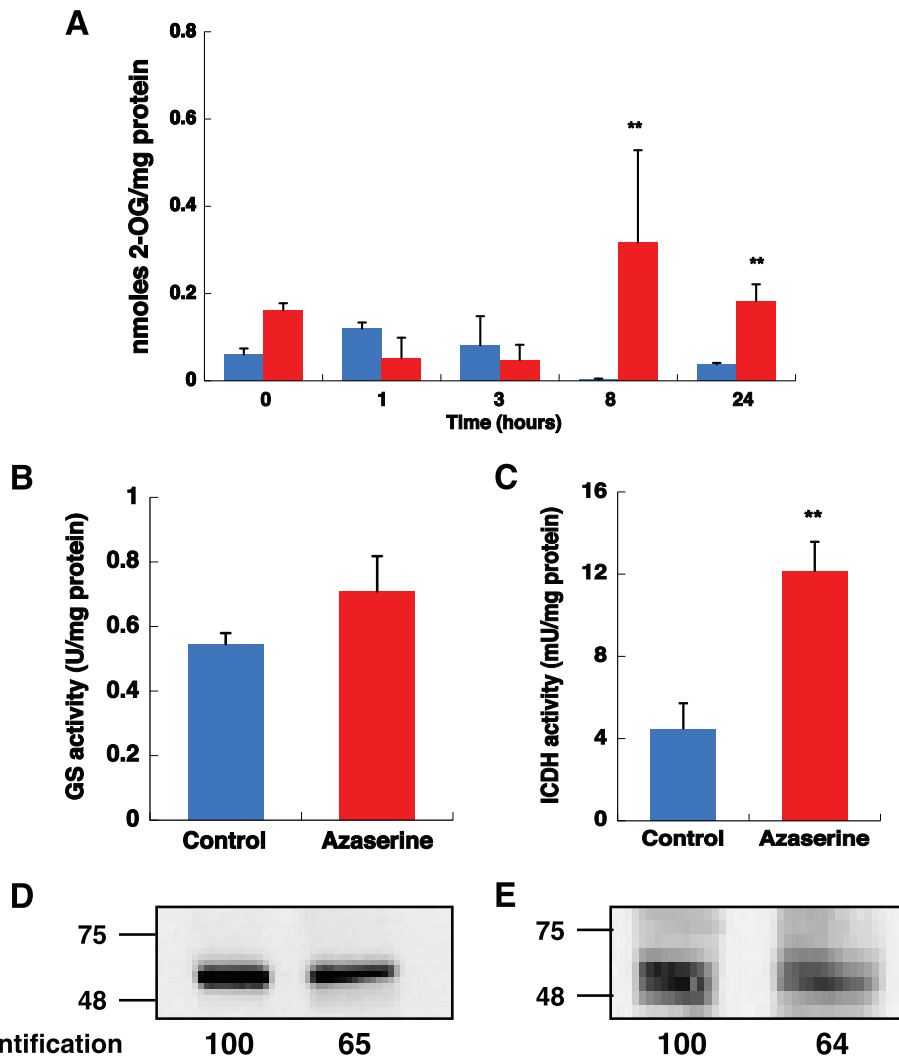 A
nmoles 2-OG/mg protein
0.8
0.6
0.4
0.2
0
**
**
0 1 3 8 24
Time (hours)
B
GS activity (U/mg protein)
1
0.8
0.6
0.4
0.2
0
Control Azaserine
C
ICDH activity (mU/mg protein)
16
12
8
4
0
**
Control Azaserine
D
75
48
ntification 100 65
E
75
48
100 64